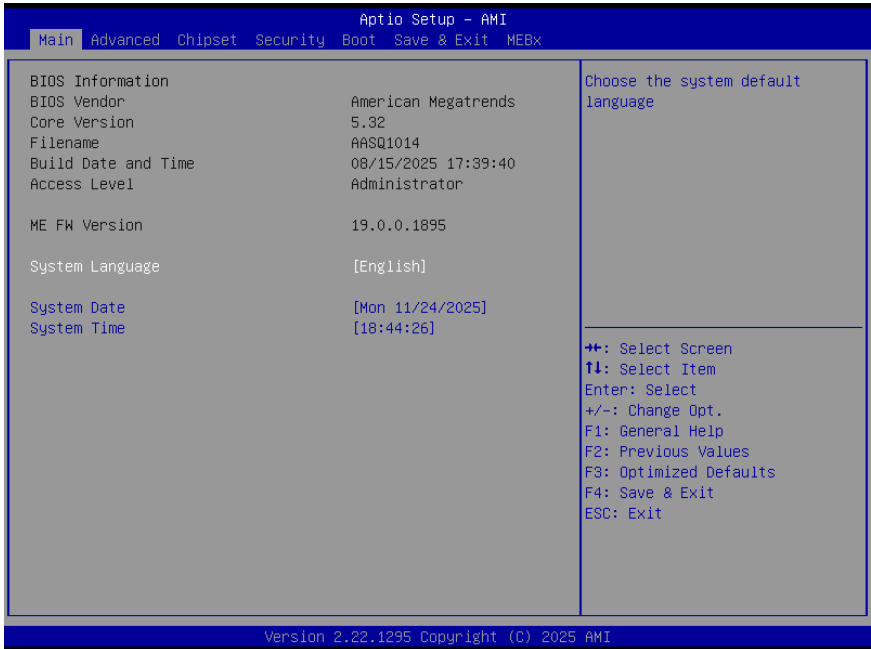 Aptio Setup – AMI
Main Advanced Chipset Security Boot Save & Exit MEBx
BIOS Information
BIOS Vendor American Megatrends
Core Version 5.32
Filename AASQ1014
Build Date and Time 08/15/2025 17:39:40
Access Level Administrator
ME FW Version 19.0.0.1895
System Language [English]
System Date [Mon 11/24/2025]
System Time [18:44:26]
Choose the system default
language
→←: Select Screen
↑↓: Select Item
Enter: Select
+/-: Change Opt.
F1: General Help
F2: Previous Values
F3: Optimized Defaults
F4: Save & Exit
ESC: Exit
Version 2.22.1295 Copyright (C) 2025 AMI